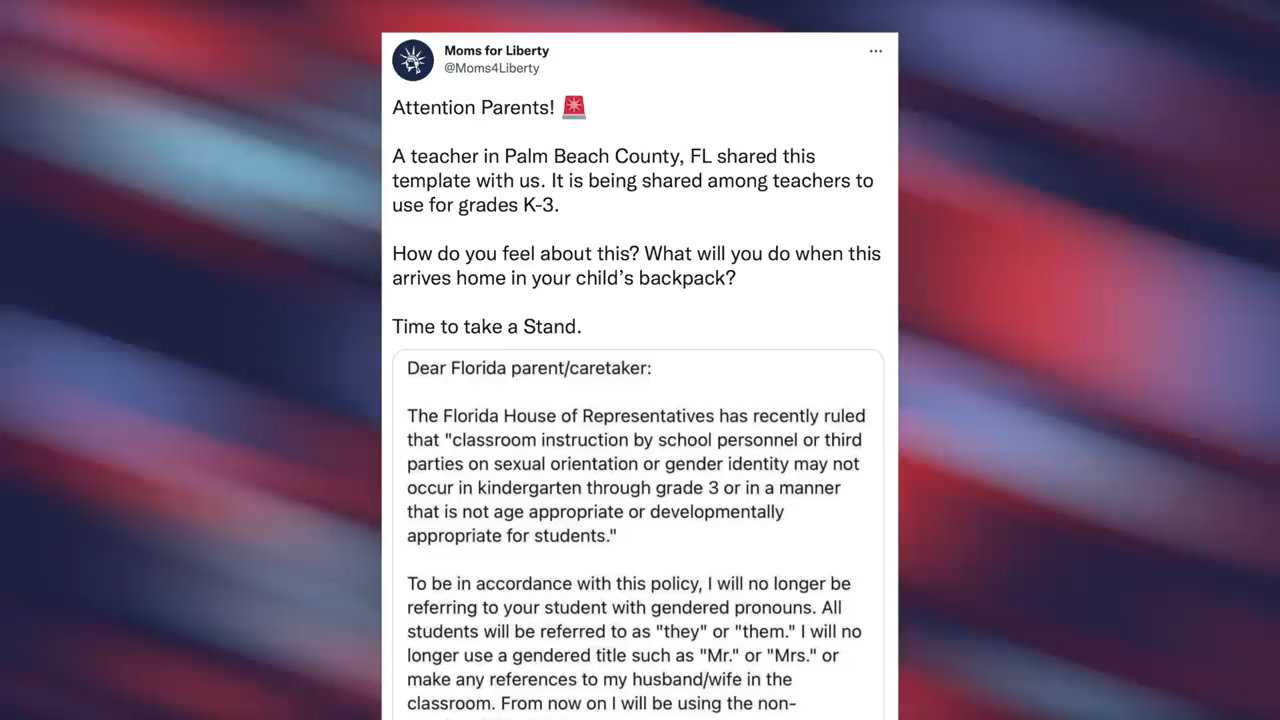 Moms for Liberty
@Moms4Liberty
Attention Parents! 🚨
A teacher in Palm Beach County, FL shared this
template with us. It is being shared among teachers to
use for grades K-3.
How do you feel about this? What will you do when this
arrives home in your child's backpack?
Time to take a Stand.
Dear Florida parent/caretaker:
The Florida House of Representatives has recently ruled
that "classroom instruction by school personnel or third
parties on sexual orientation or gender identity may not
occur in kindergarten through grade 3 or in a manner
that is not age appropriate or developmentally
appropriate for students."
To be in accordance with this policy, I will no longer be
referring to your student with gendered pronouns. All
students will be referred to as "they" or "them." I will no
longer use a gendered title such as "Mr." or "Mrs." or
make any references to my husband/wife in the
classroom. From now on I will be using the non-